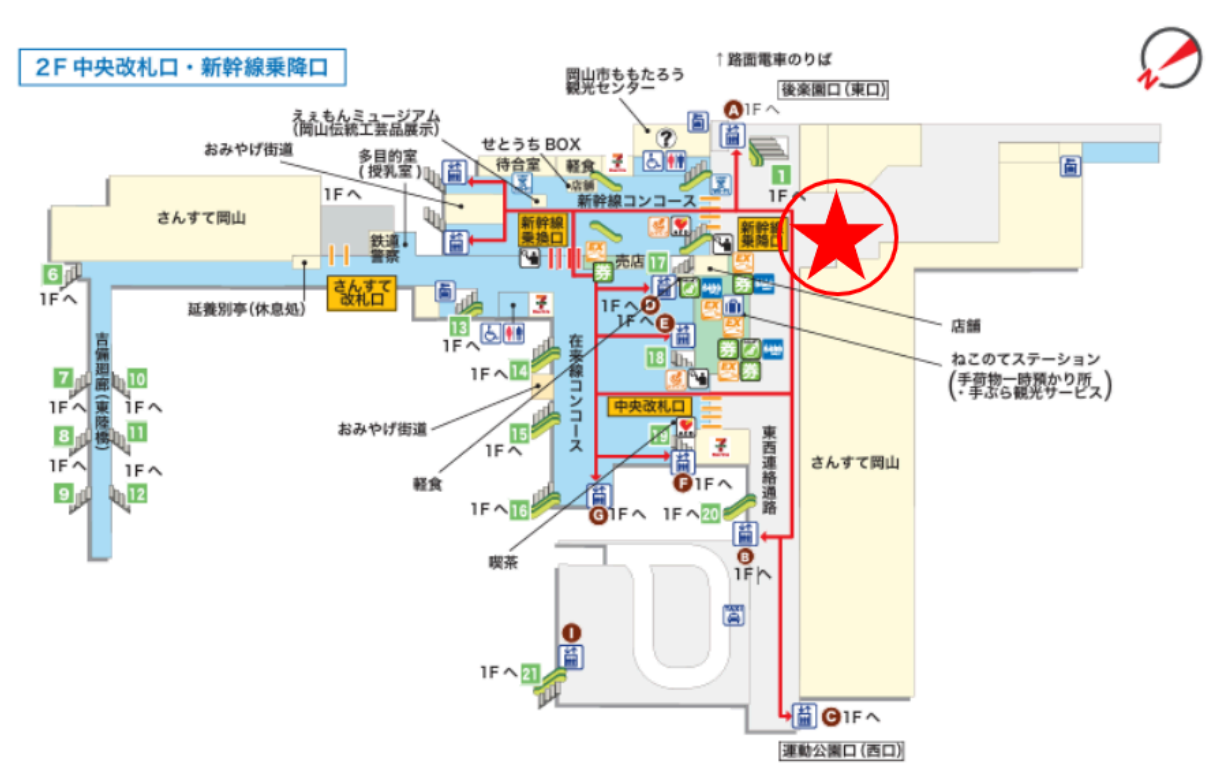 2F 中央改札口・新幹線乗降口
↑路面電車のりば
後楽園口(東口)
岡山市ももたろう
観光センター
A 1Fへ
N
えぇもんミュージアム
(岡山伝統工芸品展示)
せとうちBOX
おみやげ街道
多目的室
(授乳室)
待合室
軽食
店舗
?
1
1Fへ
1Fへ
さんすて岡山
新幹線コンコース
新幹線
乗換口
新幹線
乗降口
鉄道
警察
売店
17
EX
券
6
1Fへ
さんすて
改札口
延養別亭(休息処)
13
1Fへ
1Fへ D
1Fへ E
EX
券
EX
EX
店舗
ねこのてステーション
(手荷物一時預かり所
・手ぶら観光サービス)
18
券
EX
券
吉備廻廊(東陸橋)
在来線コンコース
7
10
1Fへ
1Fへ
14
1Fへ
8
11
1Fへ
1Fへ
15
1Fへ
9
12
おみやげ街道
軽食
中央改札口
19
東西連絡通路
さんすて岡山
F 1Fへ
1Fへ 16
G 1Fへ
1Fへ 20
喫茶
B
1Fへ
TAXI
I
1Fへ 21
C 1Fへ
運動公園口(西口)